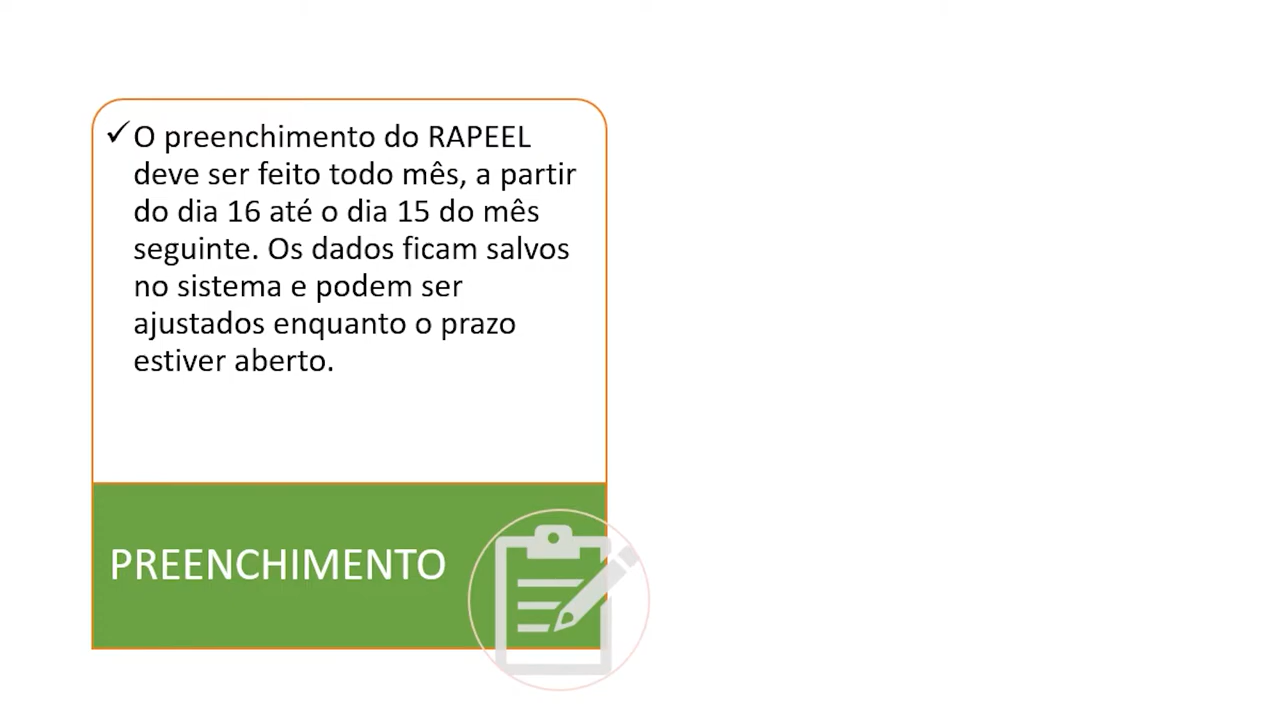 ✓O preenchimento do RAPEEL
deve ser feito todo mês, a partir
do dia 16 até o dia 15 do mês
seguinte. Os dados ficam salvos
no sistema e podem ser
ajustados enquanto o prazo
estiver aberto.
PREENCHIMENTO